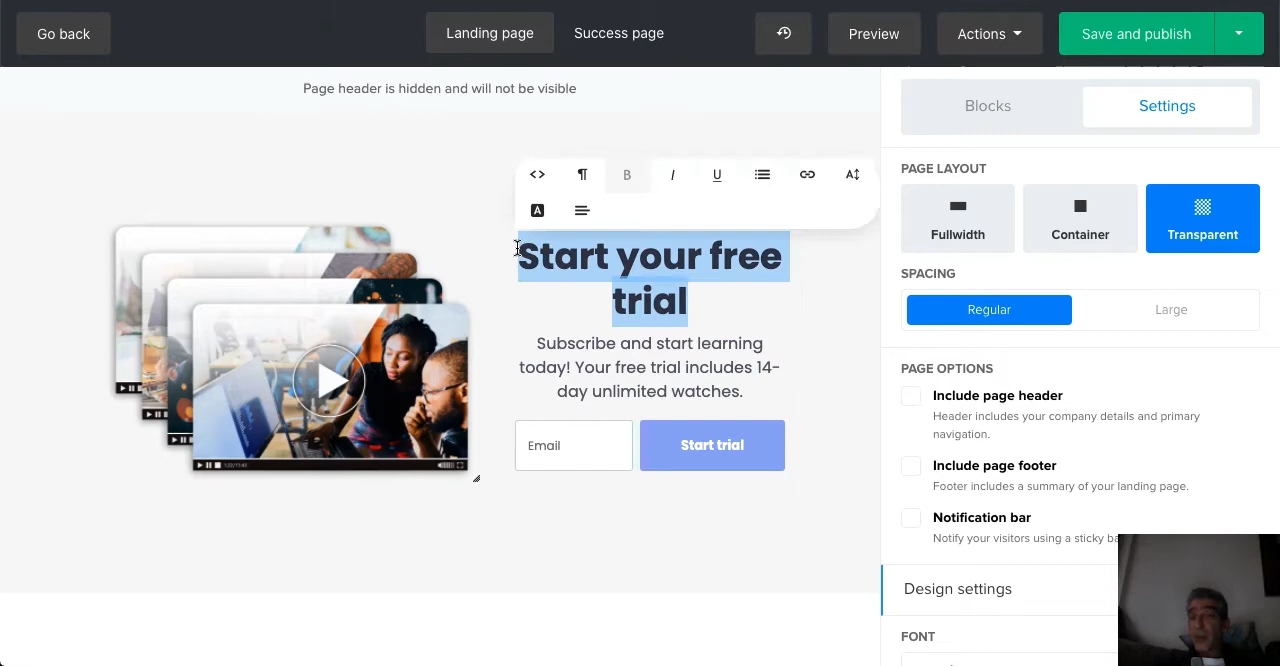 Go back
Landing page
Success page
Preview
Actions
Save and publish
Page header is hidden and will not be visible
<> ¶ B I U
A
Start your free
trial
Subscribe and start learning
today! Your free trial includes 14-
day unlimited watches.
Email
Start trial
Blocks
Settings
PAGE LAYOUT
Fullwidth
Container
Transparent
SPACING
Regular
Large
PAGE OPTIONS
Include page header
Header includes your company details and primary
navigation.
Include page footer
Footer includes a summary of your landing page.
Notification bar
Notify your visitors using a sticky
Design settings
FONT